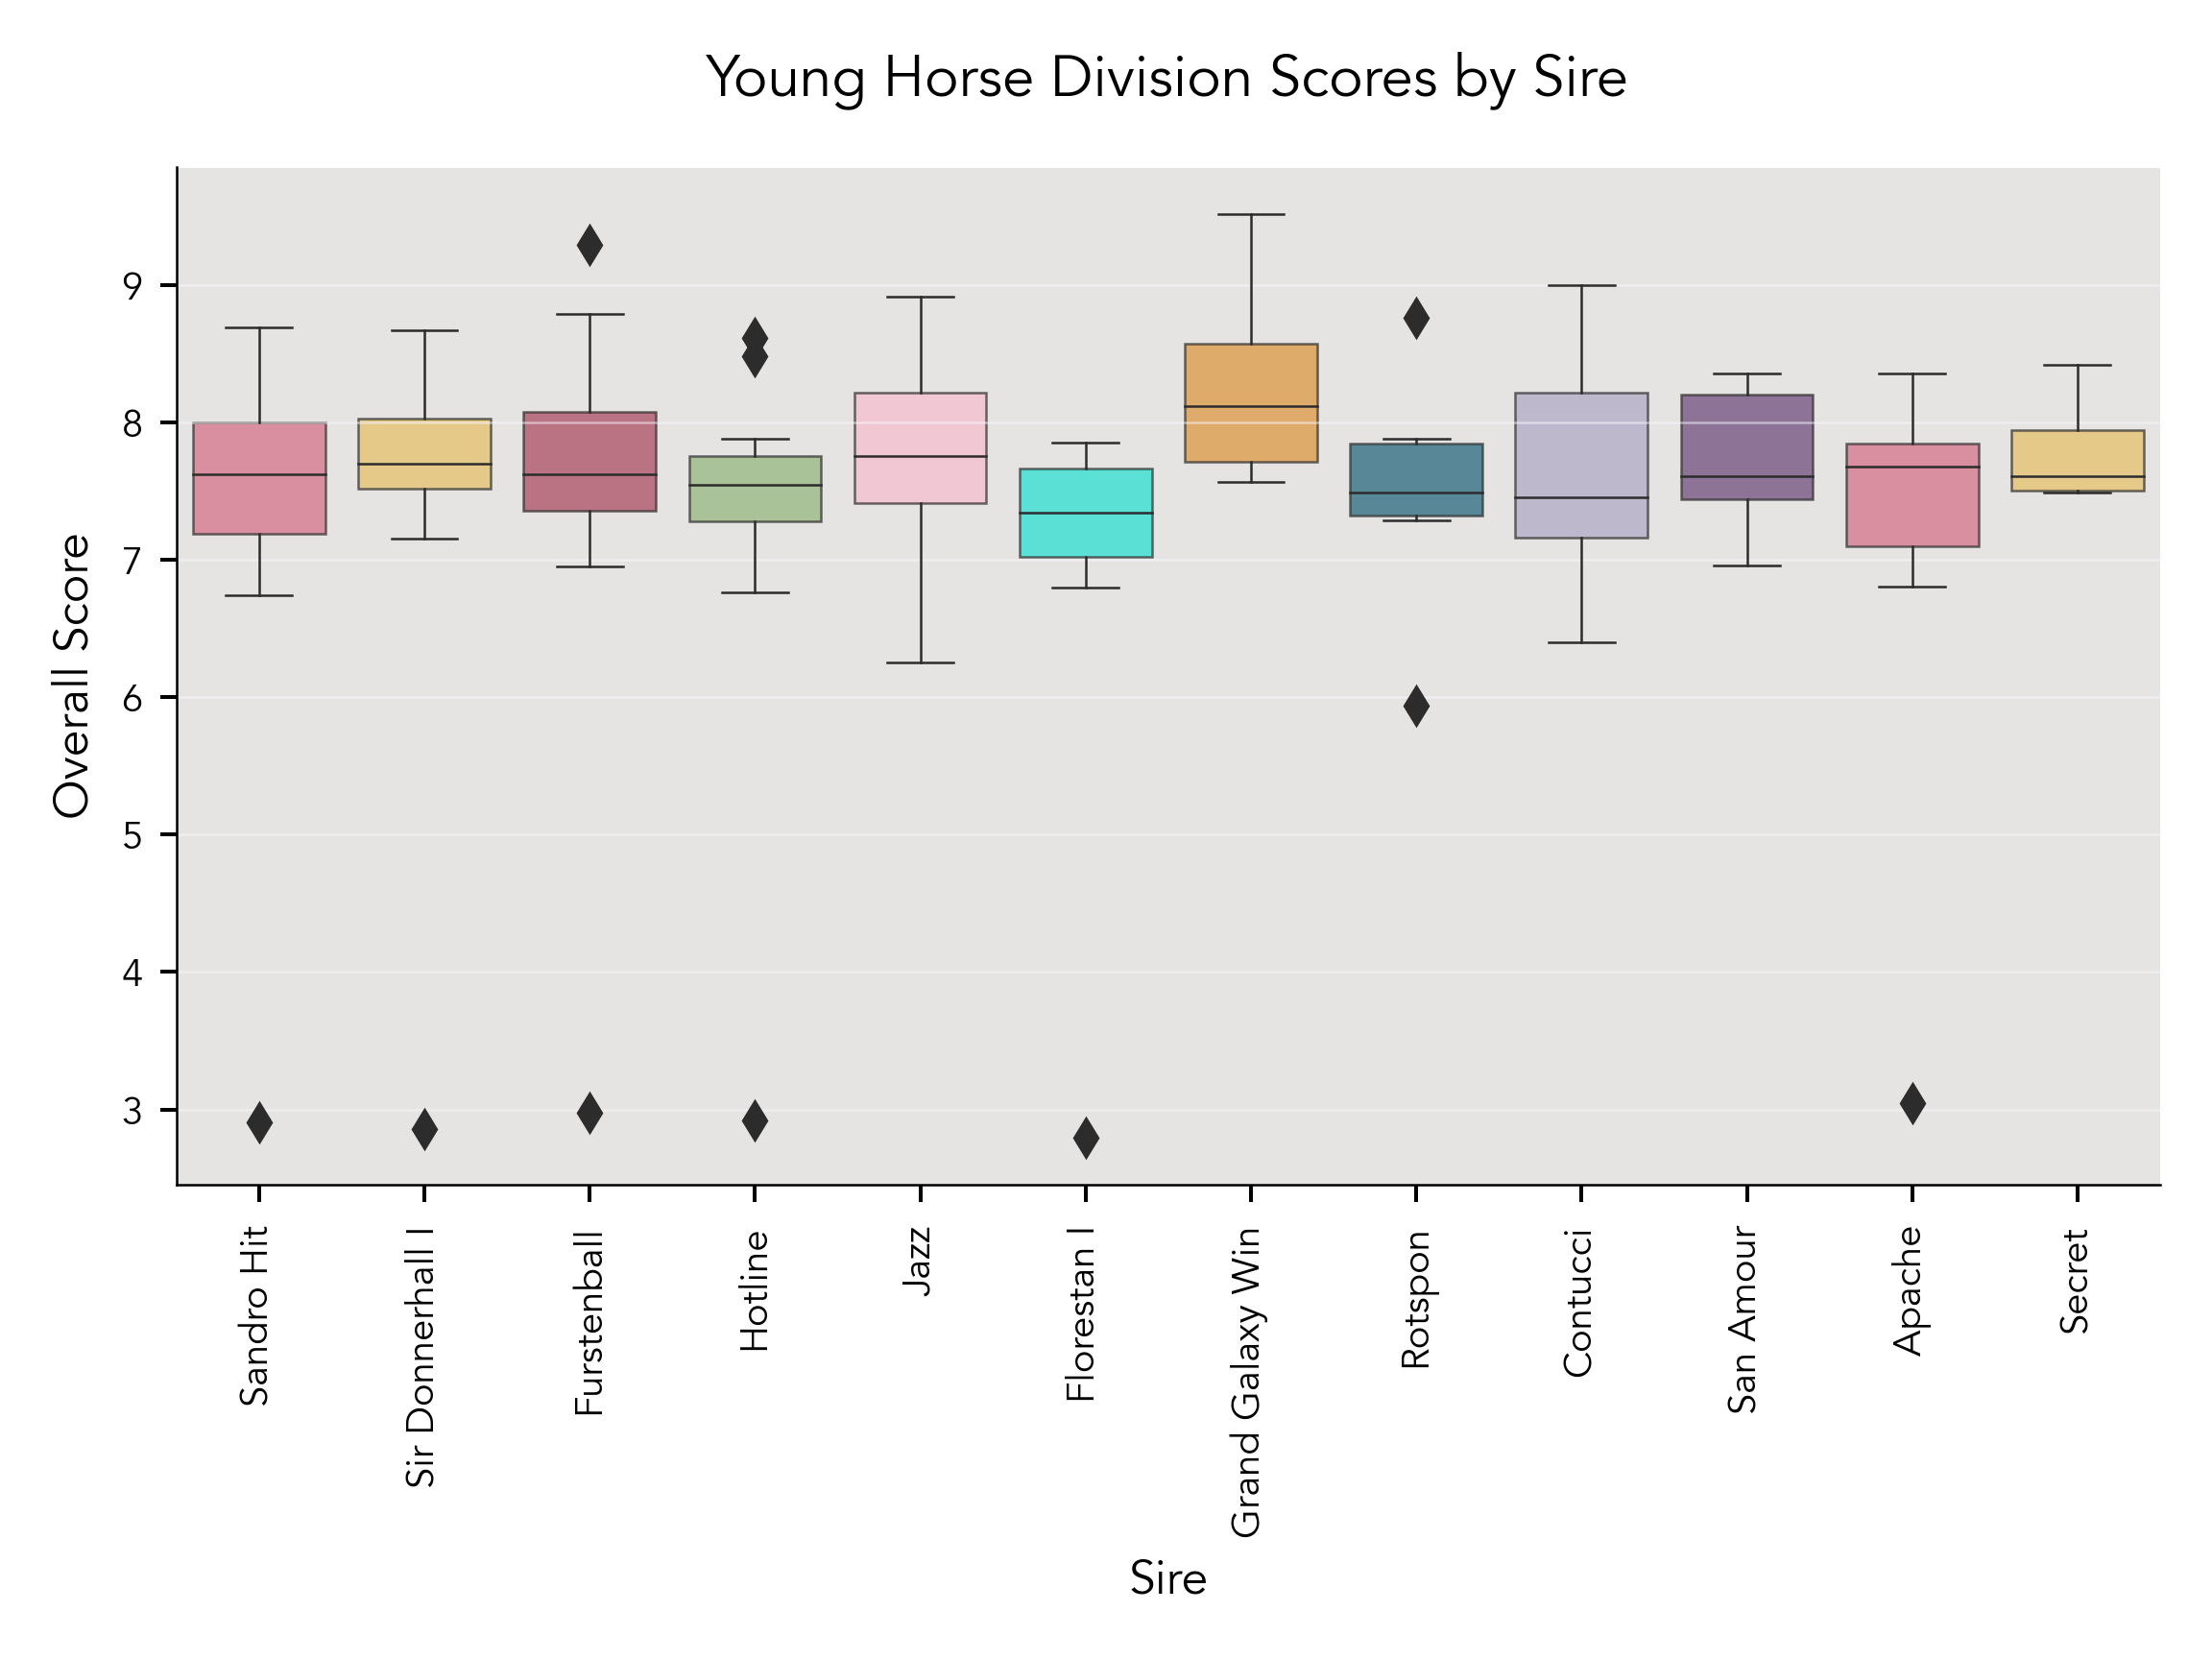 Young Horse Division Scores by Sire
Overall Score
9
8
7
6
5
4
3
Sandro Hit
Sir Donnerhall I
Furstenball
Hotline
Jazz
Florestan I
Grand Galaxy Win
Rotspon
Contucci
San Amour
Apache
Secret
Sire